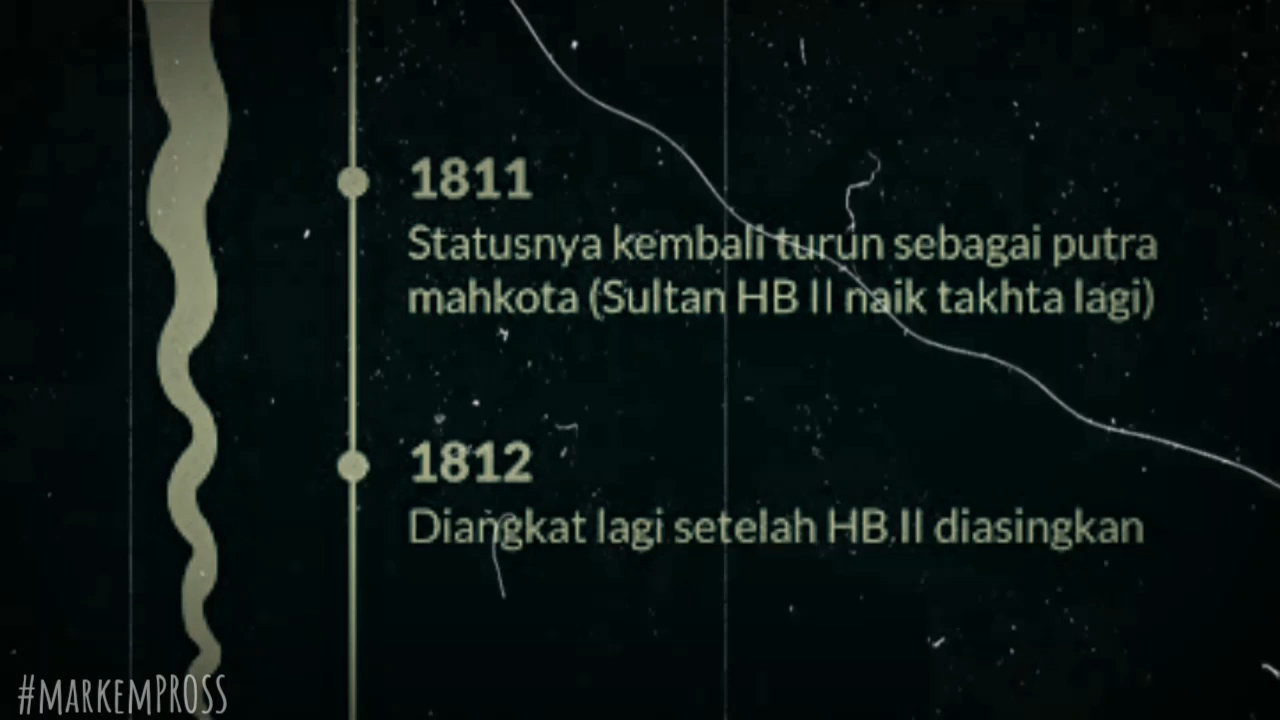 1811
Statusnya kembali turun sebagai putra
mahkota (Sultan HB II naik takhta lagi)
1812
Diangkat lagi setelah HB II diasingkan
#MARKEMPROSS